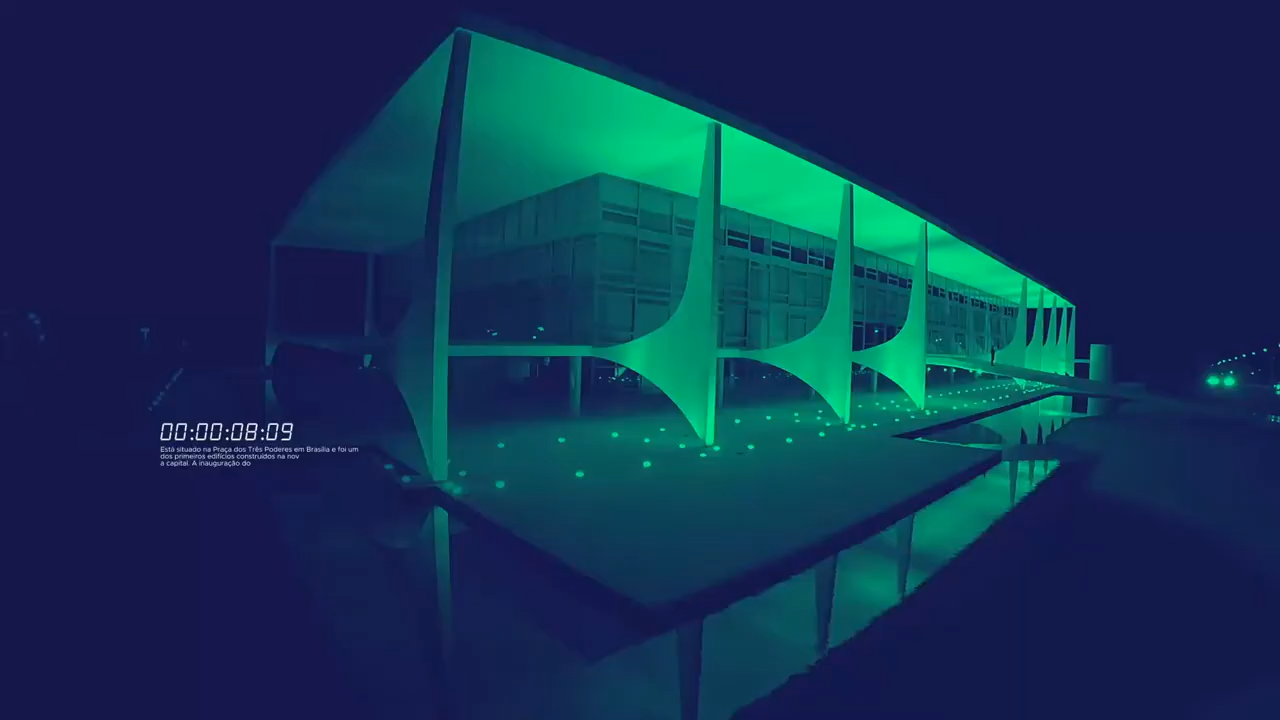 00:00:08:09
Está situado na Praça dos Três Poderes em Brasília e foi um
dos primeiros edifícios construídos na nov
a capital. A inauguração do